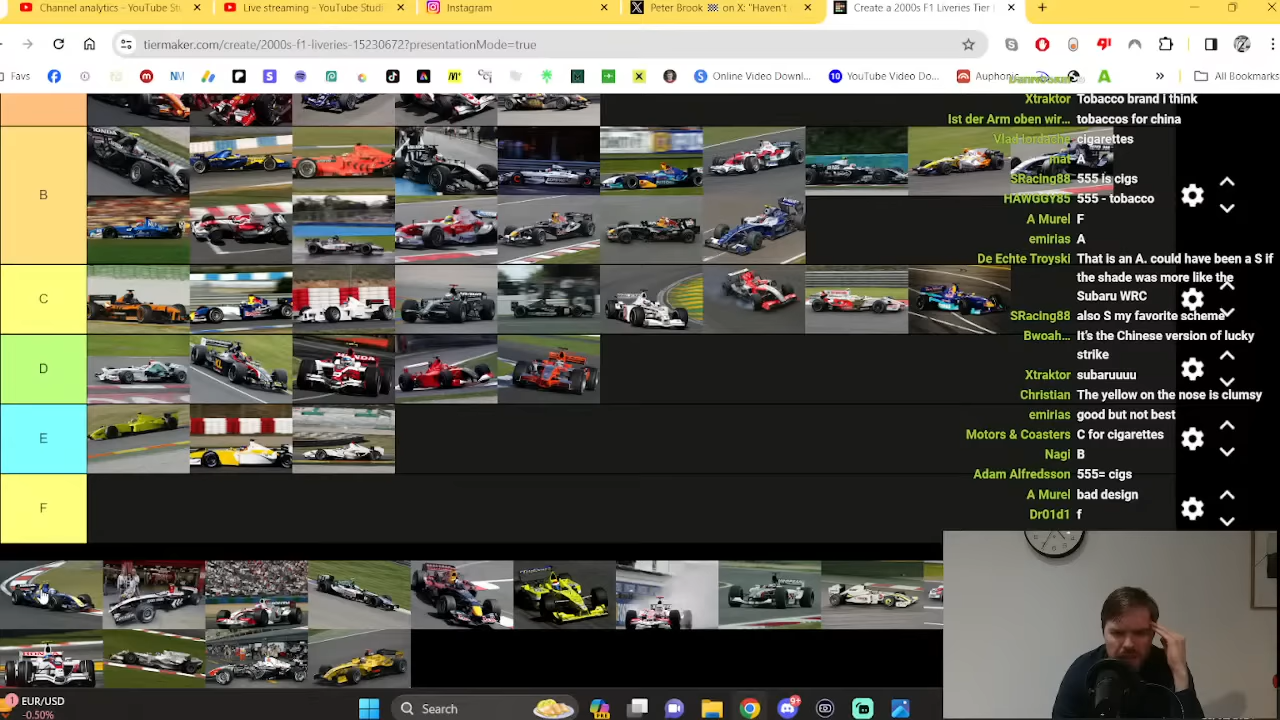 Channel analytics - YouTube St
Live streaming - YouTube Studi
Instagram
Peter Brook on X: "Haven't
Create a 2000s F1 Liveries Tier
tiermaker.com/create/2000s-f1-liveries-15230672?presentationMode=true
Favs
Online Video Down...
YouTube Video Do...
Auphonic
All Bookmarks
Xtraktor Tobacco brand i think
Ist der Arm oben wir... tobaccos for china
Vlad Iordache cigarettes
mat A
SRacing88 555 is cigs
HAWGGY85 555 - tobacco
A Murel F
emirias A
De Echte Troyski That is an A. could have been a S if
the shade was more like the
Subaru WRC
SRacing88 also S my favorite scheme
Bwoah... It's the Chinese version of lucky
strike
Xtraktor subaruuuu
Christian The yellow on the nose is clumsy
emirias good but not best
Motors & Coasters C for cigarettes
Nagi B
Adam Alfredsson 555= cigs
A Murel bad design
Dr01d1 f
B
C
D
E
F
EUR/USD
-0.50%
Search